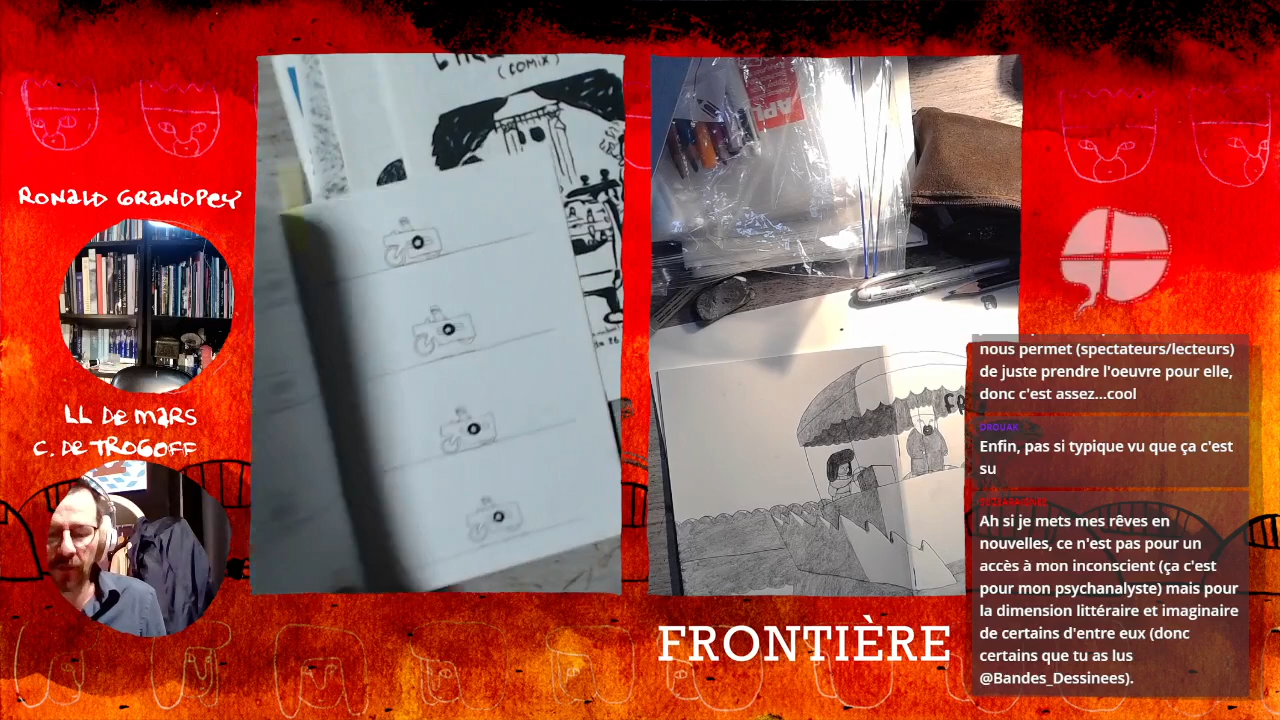 RONALD GRANDPEY
LL DE MARS
C. DE TROGOFF
(COMIX)
FRONTIÈRE
nous permet (spectateurs/lecteurs)
de juste prendre l'oeuvre pour elle,
donc c'est assez...cool
DROUAK
Enfin, pas si typique vu que ça c'est
su
Ah si je mets mes rêves en
nouvelles, ce n'est pas pour un
accès à mon inconscient (ça c'est
pour mon psychanalyste) mais pour
la dimension littéraire et imaginaire
de certains d'entre eux (donc
certains que tu as lus
@Bandes_Dessinees).